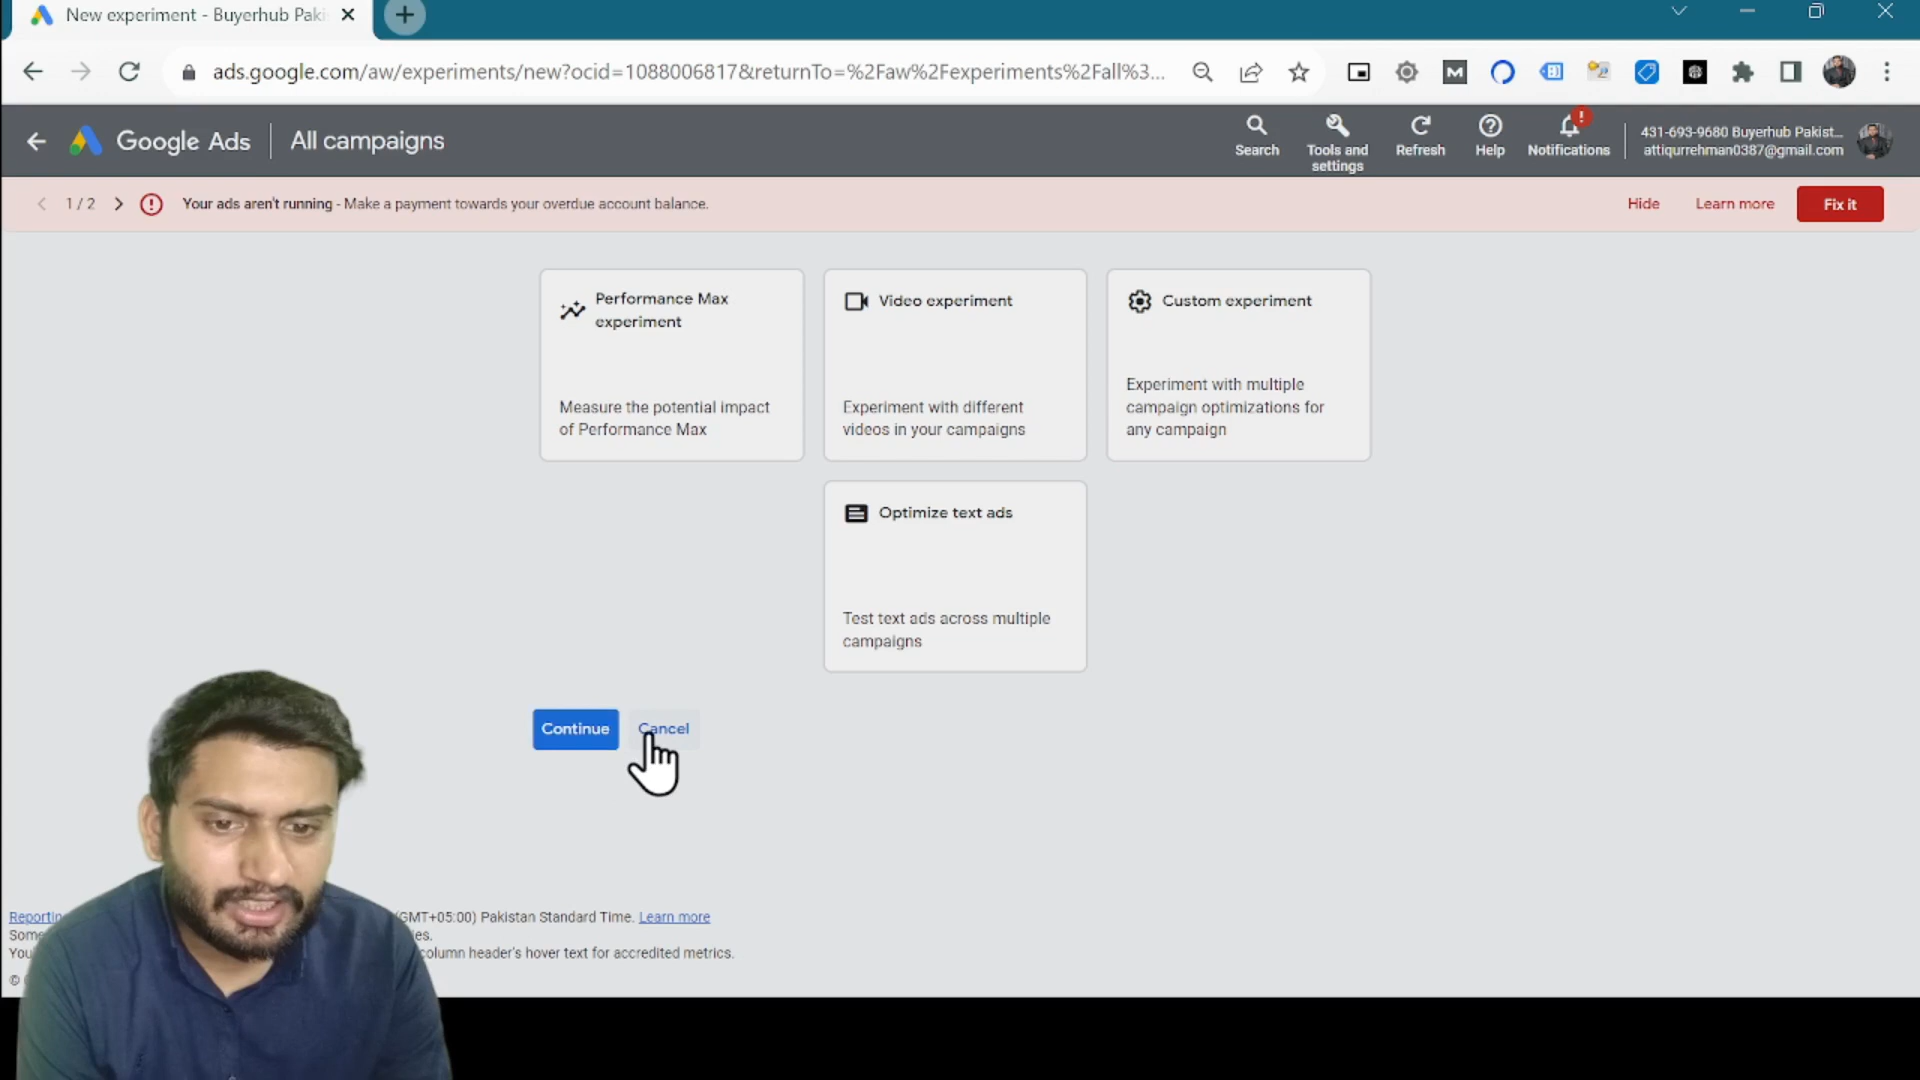 New experiment - Buyerhub Paki
ads.google.com/aw/experiments/new?ocid=1088006817&returnTo=%2Faw%2Fexperiments%2Fall%3...
Google Ads
All campaigns
Search
Tools and
settings
Refresh
Help
Notifications
431-693-9680 Buyerhub Pakist...
attiqurrehman0387@gmail.com
1 / 2
Your ads aren't running - Make a payment towards your overdue account balance.
Hide
Learn more
Fix it
Performance Max
experiment
Measure the potential impact
of Performance Max
Video experiment
Experiment with different
videos in your campaigns
Custom experiment
Experiment with multiple
campaign optimizations for
any campaign
Optimize text ads
Test text ads across multiple
campaigns
Continue
Cancel
(GMT+05:00) Pakistan Standard Time. Learn more
column header's hover text for accredited metrics.